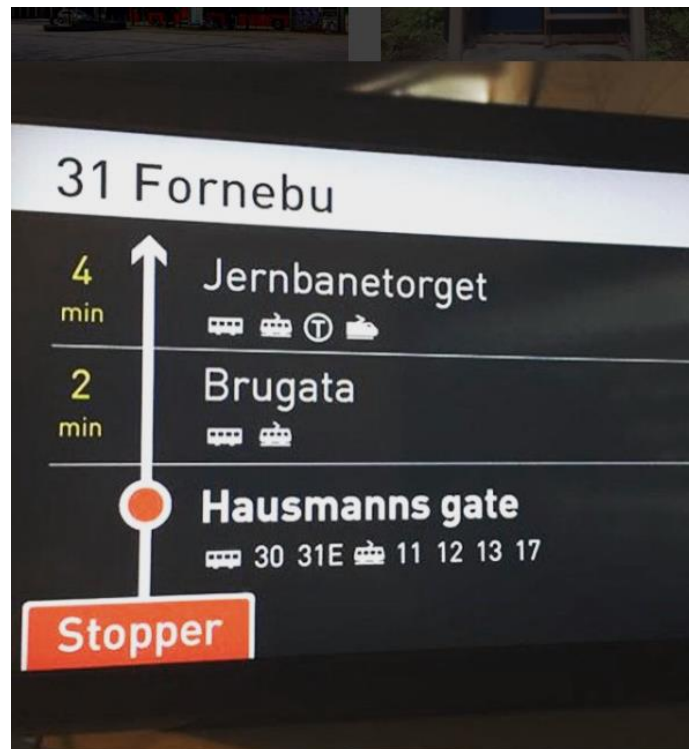 31 Fornebu
4 min
Jernbanetorget
T
2 min
Brugata
Hausmanns gate
30 31E 11 12 13 17
Stopper